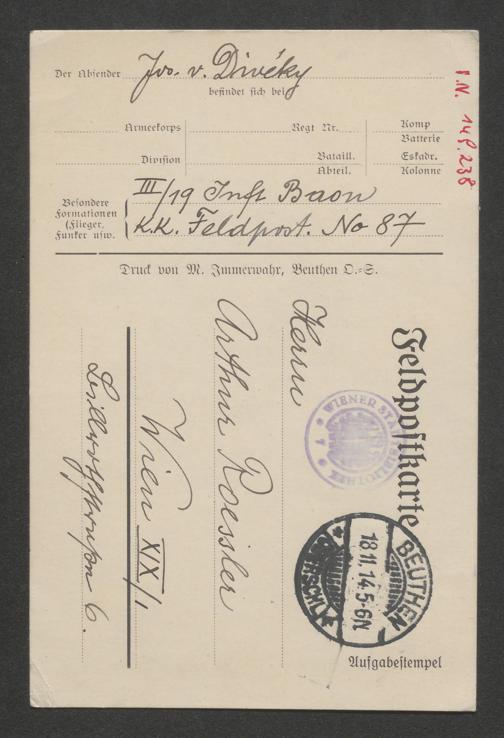 Der Absender Jos. v. Divéky
befindet sich bei
Armeekorps Regt Nr. Komp
Batterie
Division Bataill. Eskadr.
Abteil. Kolonne
Besondere
Formationen
(Flieger,
Funker usw.
III/19 Inft Baon
K.K. Feldpost. No 87
Druck von M. Immerwahr, Beuthen O.-S.
I.N. 149.238
Feldpostkarte
WIENER STADTBIBLIOTHEK
BEUTHEN
18.11.14.5-6N
Aufgabestempel
Herrn
Arthur Roessler
Wien XIX/1
6.